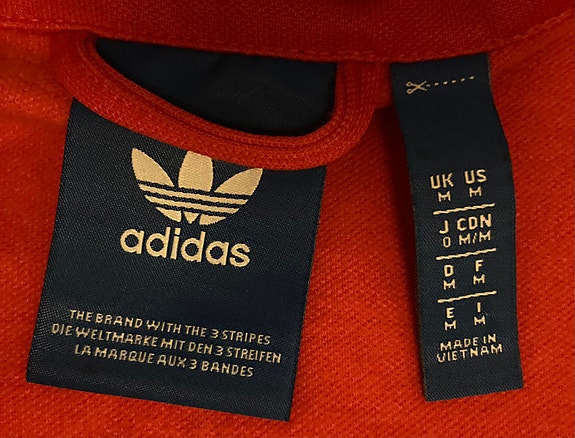 adidas
THE BRAND WITH THE 3 STRIPES
DIE WELTMARKE MIT DEN 3 STREIFEN
LA MARQUE AUX 3 BANDES
UK US
M M
J CDN
O M/M
D F
M M
E I
M M
MADE IN
VIETNAM